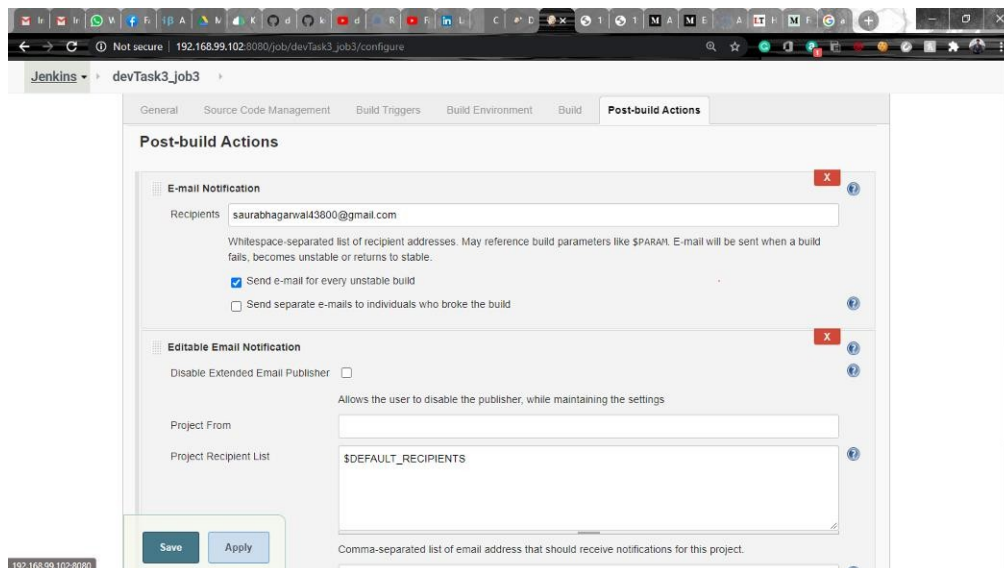 Not secure | 192.168.99.102:8080/job/devTask3_job3/configure
Jenkins devTask3_job3
General Source Code Management Build Triggers Build Environment Build Post-build Actions
Post-build Actions
X
E-mail Notification
Recipients saurabhagarwal43800@gmail.com
Whitespace-separated list of recipient addresses. May reference build parameters like $PARAM. E-mail will be sent when a build
fails, becomes unstable or returns to stable.
Send e-mail for every unstable build
Send separate e-mails to individuals who broke the build
X
Editable Email Notification
Disable Extended Email Publisher
Allows the user to disable the publisher, while maintaining the settings
Project From
Project Recipient List $DEFAULT_RECIPIENTS
Save Apply
Comma-separated list of email address that should receive notifications for this project.
192.168.99.102:8080